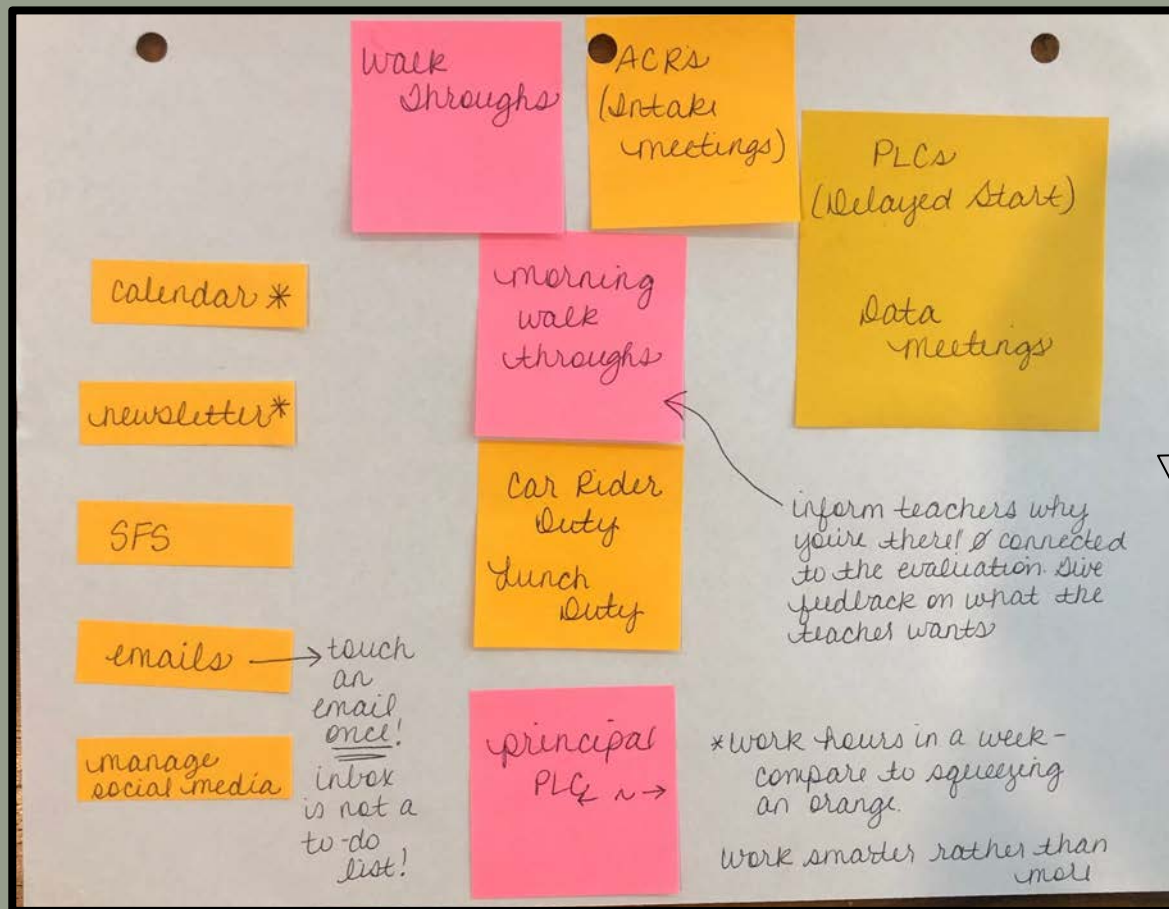 Walk
Throughs
ACR's
(Intake
meetings)
PLCs
(Delayed Start)
Data
meetings
calendar *
newsletter *
SFS
emails →
touch
an
email
once!
inbox
is not a
to-do
list!
manage
social media
morning
walk
throughs
Car Rider
Duty
Lunch
Duty
principal
PLC ← ~ →
inform teachers why
you're there! ∅ connected
to the evaluation. Give
feedback on what the
teacher wants
*work hours in a week -
compare to squeezing
an orange.
Work smarter rather than
more